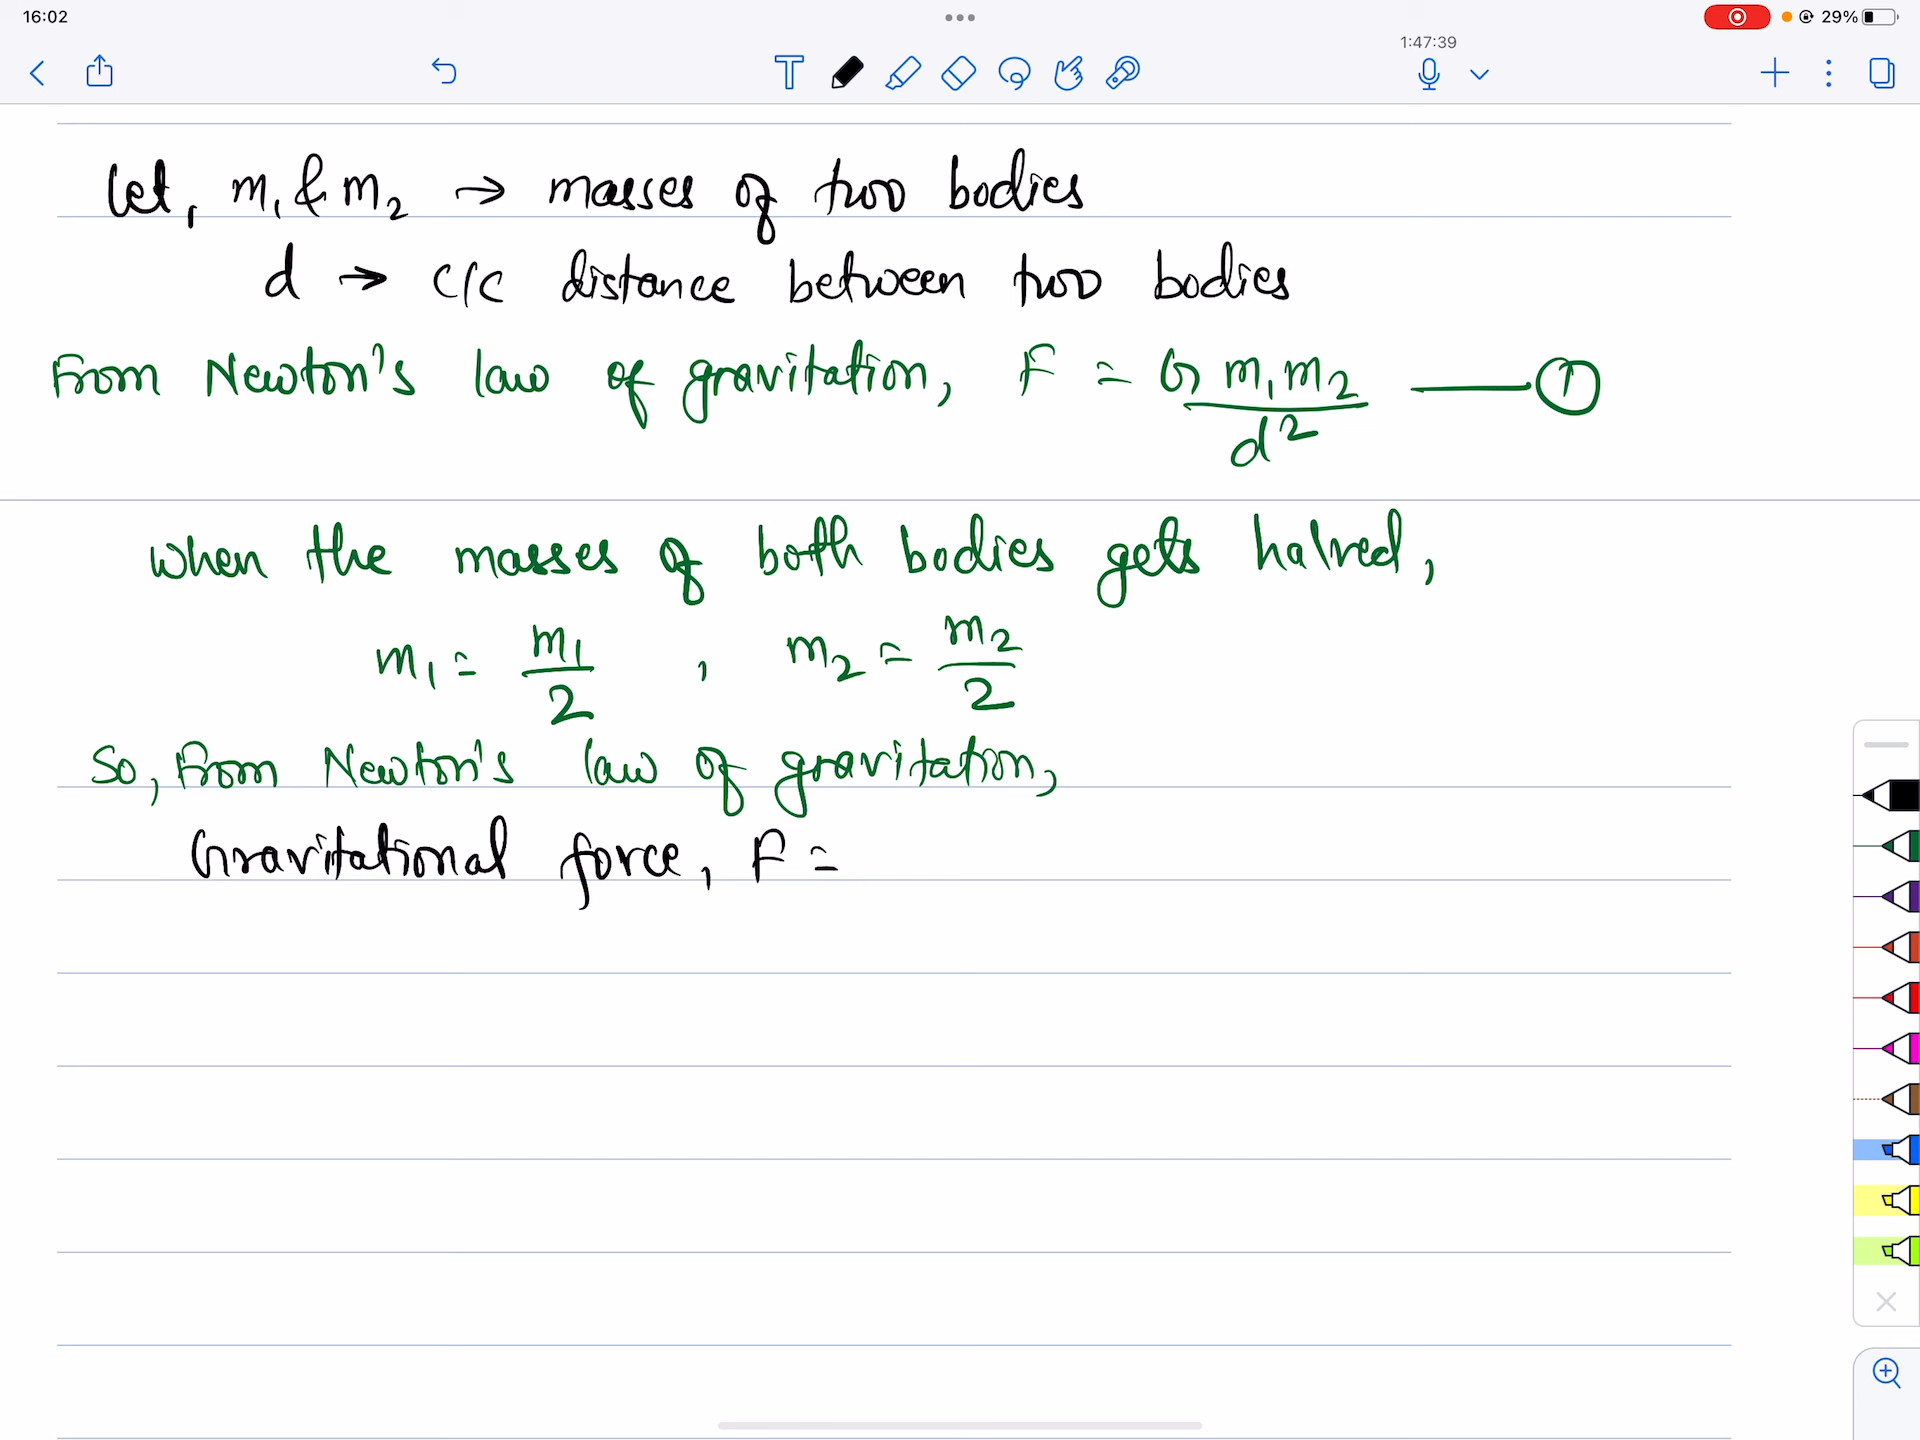 16:02
29%
1:47:39
Let, m₁ & m₂ → masses of two bodies
d → c/c distance between two bodies
From Newton's law of gravitation, F = G m₁m₂ / d² —— ①
when the masses of both bodies gets halved,
m₁ = m₁/2 , m₂ = m₂/2
So, from Newton's law of gravitation,
Gravitational force, F =